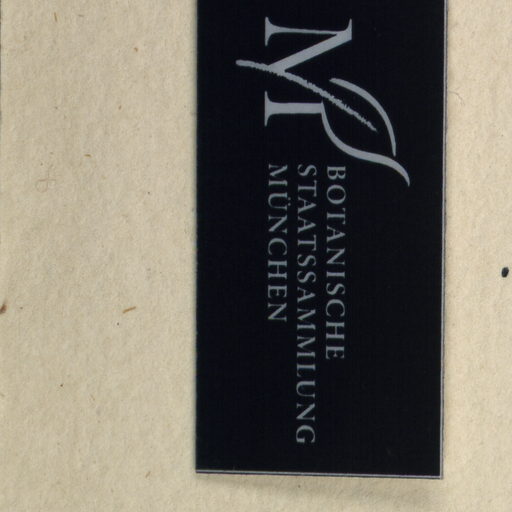 M
BOTANISCHE
STAATSSAMMLUNG
MÜNCHEN